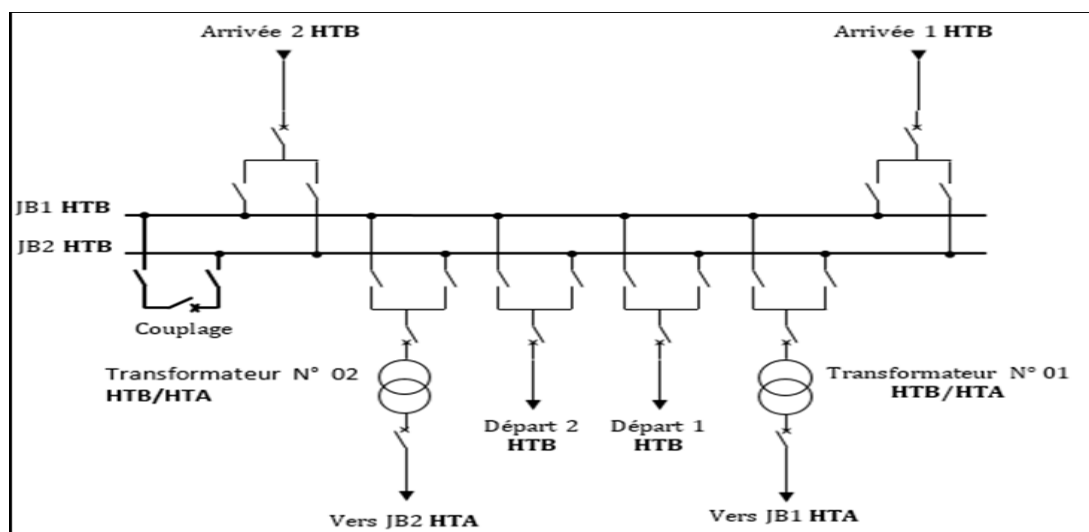 Arrivée 2 HTB
Arrivée 1 HTB
JB1 HTB
JB2 HTB
Couplage
Transformateur N° 02
HTB/HTA
Transformateur N° 01
HTB/HTA
Départ 2
HTB
Départ 1
HTB
Vers JB2 HTA
Vers JB1 HTA